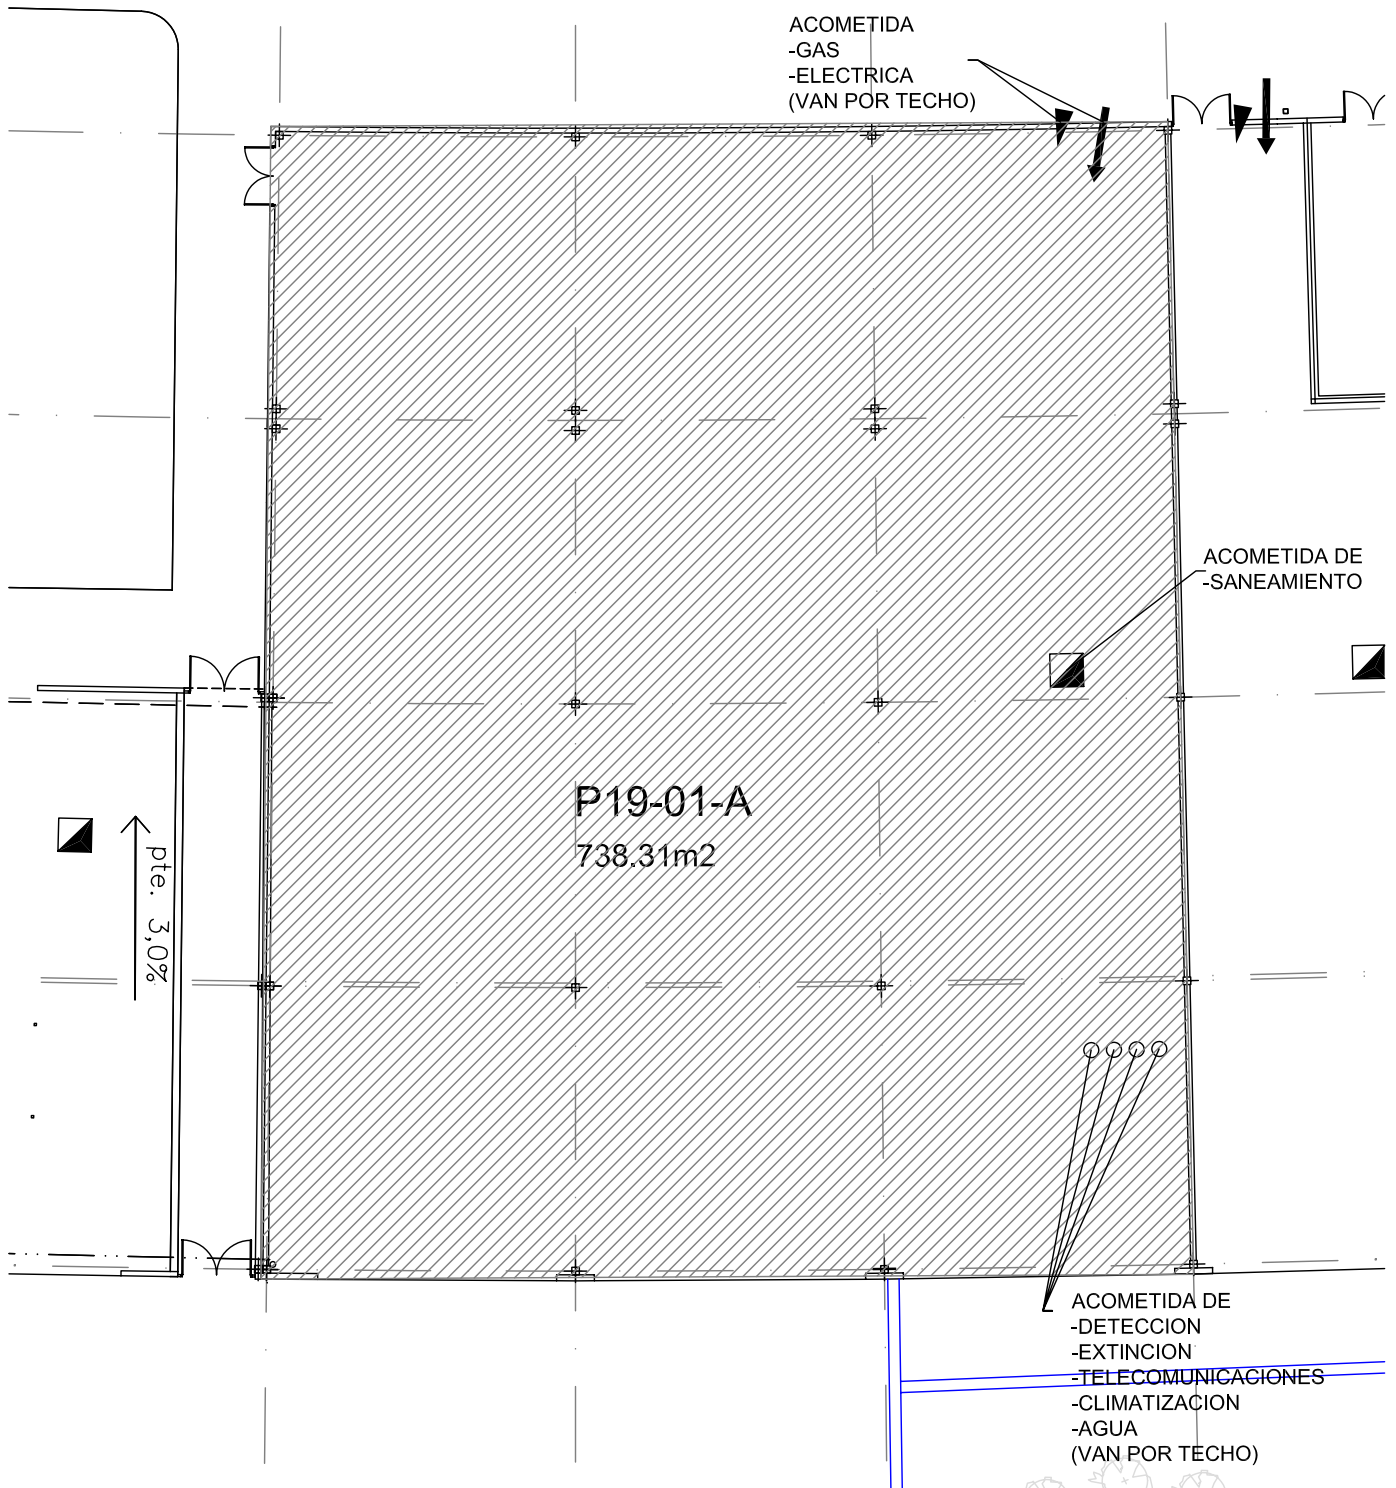 ACOMETIDA
-GAS
-ELECTRICA
(VAN POR TECHO)
ACOMETIDA DE
-SANEAMIENTO
P19-01-A
738.31m2
pte. 3,0%
ACOMETIDA DE
-DETECCION
-EXTINCION
-TELECOMUNICACIONES
-CLIMATIZACION
-AGUA
(VAN POR TECHO)